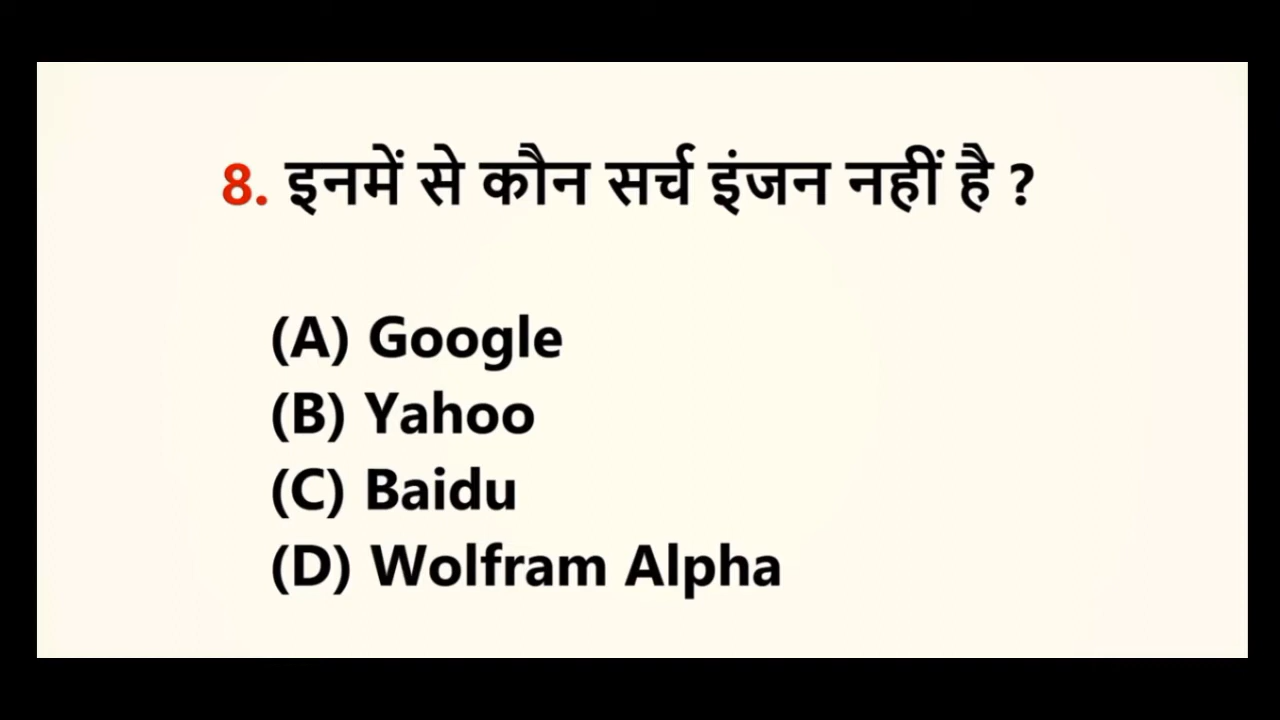 8. इनमें से कौन सर्च इंजन नहीं है ?
(A) Google
(B) Yahoo
(C) Baidu
(D) Wolfram Alpha